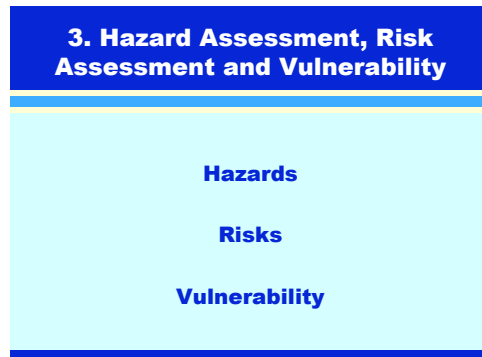 3. Hazard Assessment, Risk
Assessment and Vulnerability
Hazards
Risks
Vulnerability